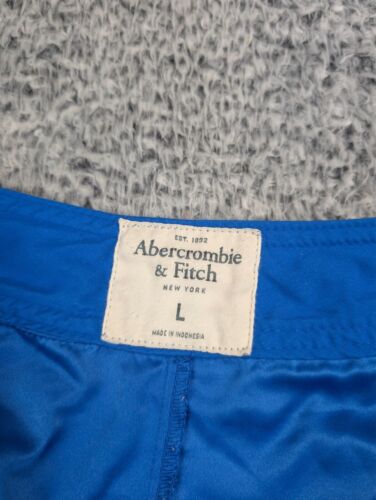 EST. 1892
Abercrombie
& Fitch
NEW YORK
L
MADE IN INDONESIA